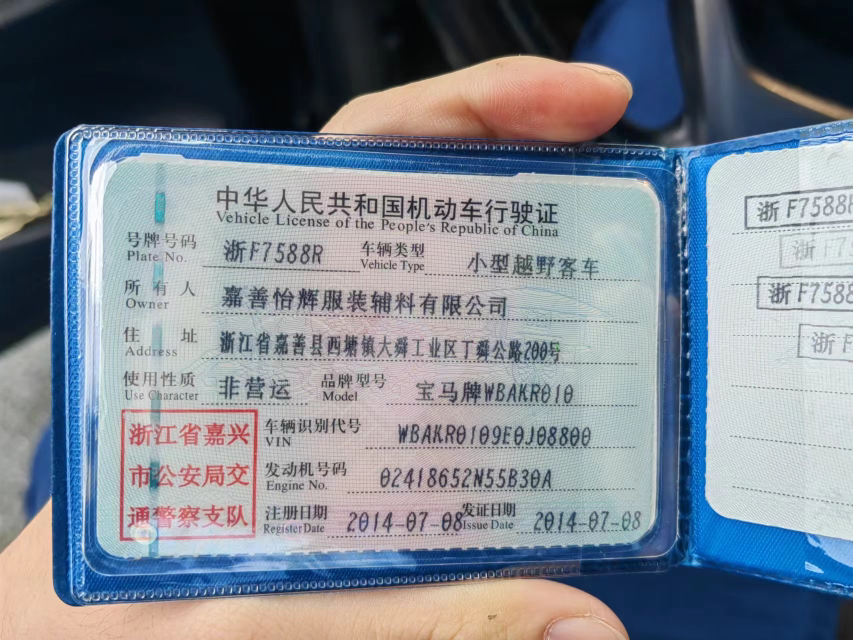 中华人民共和国机动车行驶证
Vehicle License of the People's Republic of China
号牌号码 浙F7588R 车辆类型 小型越野客车
Plate No. Vehicle Type
所有人 嘉善怡辉服装辅料有限公司
Owner
住址 浙江省嘉善县西塘镇大舜工业区丁舜公路200号
Address
使用性质 非营运 品牌型号 宝马牌WBAKR010
Use Character Model
浙江省嘉兴
市公安局交
通警察支队
车辆识别代号 WBAKR0109E0J08800
VIN
发动机号码 02418652N55B30A
Engine No.
注册日期 2014-07-08 发证日期 2014-07-08
Register Date Issue Date
浙F7588
浙F75
浙F7588
浙F